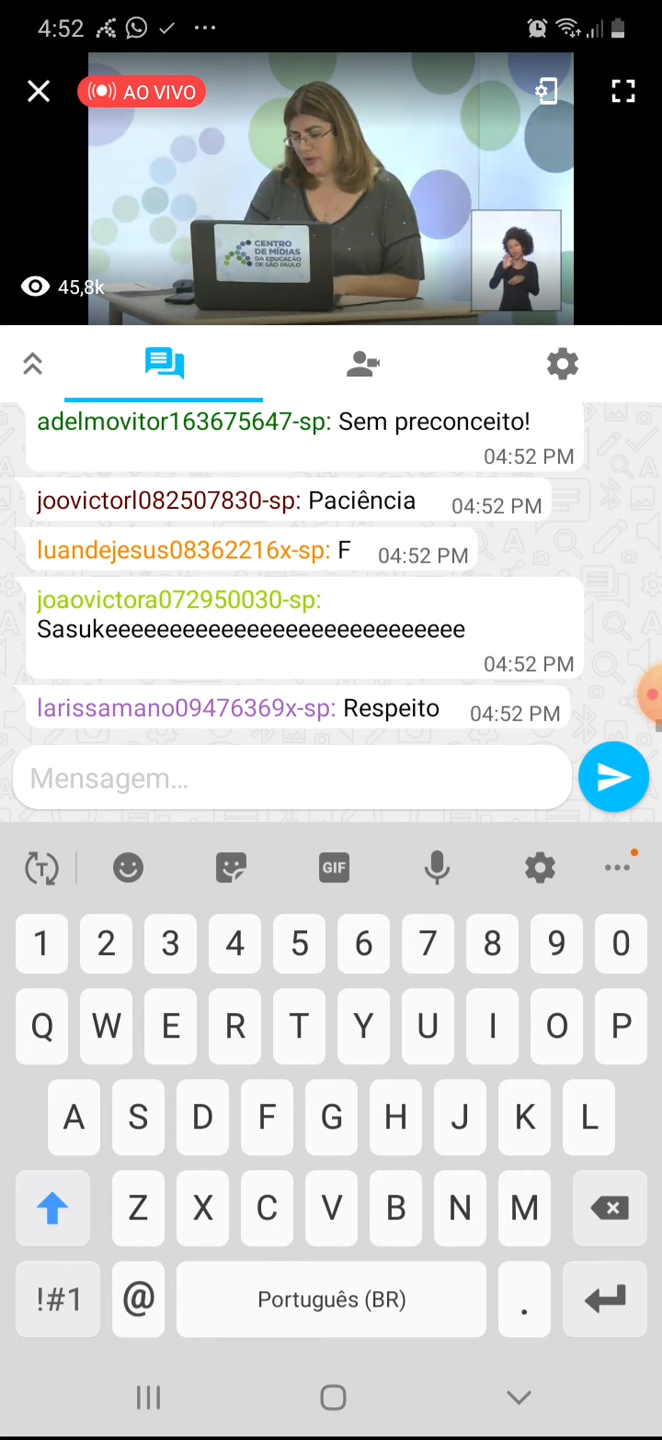 4:52
AO VIVO
CENTRO
DE MÍDIAS
DA EDUCAÇÃO
DE SÃO PAULO
45,8k
adelmovitor163675647-sp: Sem preconceito!
04:52 PM
joovictorl082507830-sp: Paciência 04:52 PM
luandejesus08362216x-sp: F 04:52 PM
joaovictora072950030-sp:
Sasukeeeeeeeeeeeeeeeeeeeeeeeeeeee
04:52 PM
larissamano09476369x-sp: Respeito 04:52 PM
Mensagem...
T GIF
1 2 3 4 5 6 7 8 9 0
Q W E R T Y U I O P
A S D F G H J K L
Z X C V B N M
!#1 @ Português (BR) .